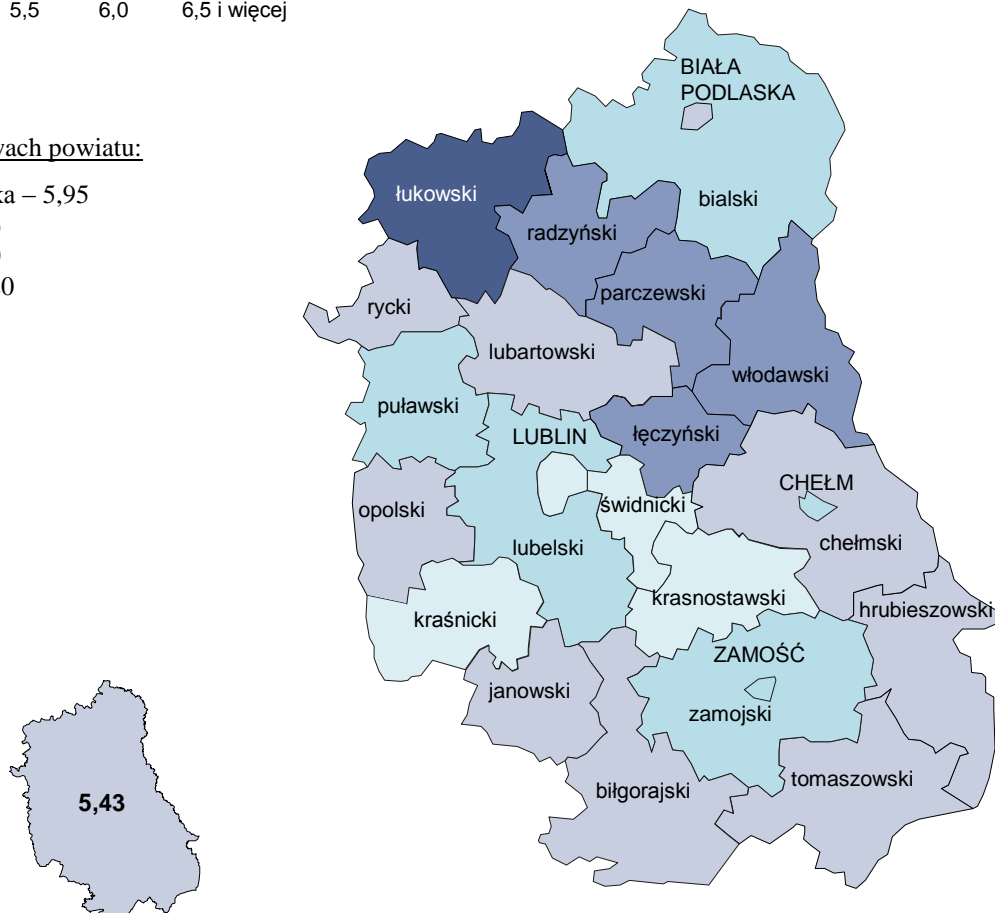 5,5 6,0 6,5 i więcej
wach powiatu:
ka – 5,95
0
BIAŁA
PODLASKA
łukowski
bialski
radzyński
parczewski
rycki
lubartowski
włodawski
puławski
LUBLIN
łęczyński
CHEŁM
opolski
świdnicki
lubelski
chełmski
krasnostawski
hrubieszowski
kraśnicki
ZAMOŚĆ
janowski
zamojski
tomaszowski
biłgorajski
5,43